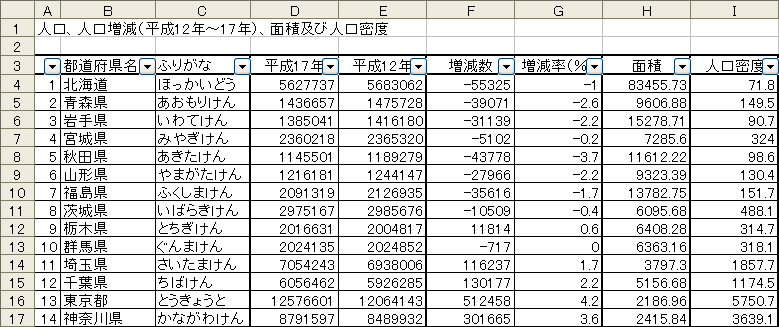 A B C D E F G H I
1 人口、人口増減(平成12年～17年)、面積及び人口密度
2
3 都道府県名 ふりがな 平成17年 平成12年 増減数 増減率(% 面積 人口密度
4 1 北海道 ほっかいどう 5627737 5683062 -55325 -1 83455.73 71.8
5 2 青森県 あおもりけん 1436657 1475728 -39071 -2.6 9606.88 149.5
6 3 岩手県 いわてけん 1385041 1416180 -31139 -2.2 15278.71 90.7
7 4 宮城県 みやぎけん 2360218 2365320 -5102 -0.2 7285.6 324
8 5 秋田県 あきたけん 1145501 1189279 -43778 -3.7 11612.22 98.6
9 6 山形県 やまがたけん 1216181 1244147 -27966 -2.2 9323.39 130.4
10 7 福島県 ふくしまけん 2091319 2126935 -35616 -1.7 13782.75 151.7
11 8 茨城県 いばらぎけん 2975167 2985676 -10509 -0.4 6095.68 488.1
12 9 栃木県 とちぎけん 2016631 2004817 11814 0.6 6408.28 314.7
13 10 群馬県 ぐんまけん 2024135 2024852 -717 0 6363.16 318.1
14 11 埼玉県 さいたまけん 7054243 6938006 116237 1.7 3797.3 1857.7
15 12 千葉県 ちばけん 6056462 5926285 130177 2.2 5156.68 1174.5
16 13 東京都 とうきょうと 12576601 12064143 512458 4.2 2186.96 5750.7
17 14 神奈川県 かながわけん 8791597 8489932 301665 3.6 2415.84 3639.1